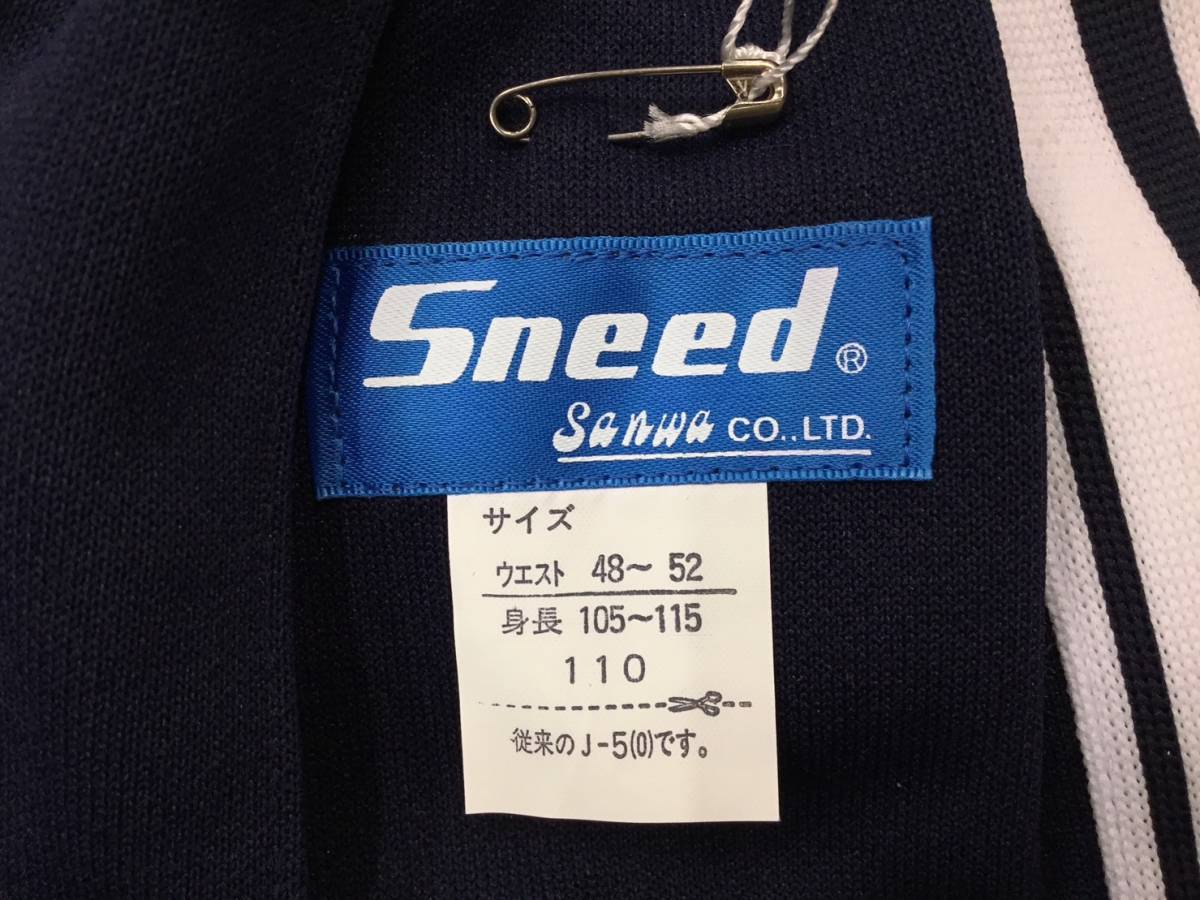 Sneed®
Sanwa CO.,LTD.
サイズ
ウエスト 48～52
身長 105～115
110
従来のJ-5(0)です。